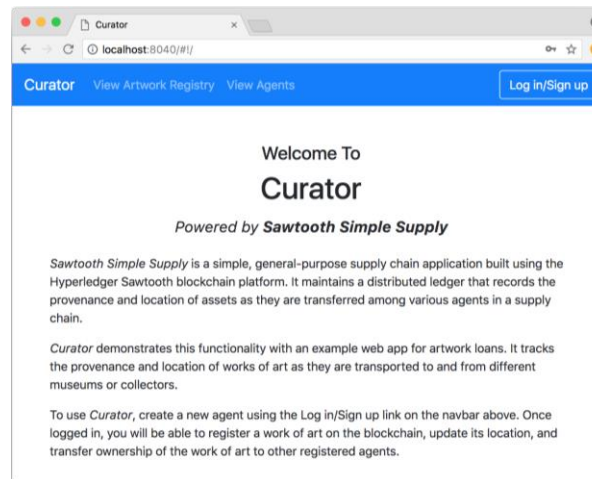 Curator
localhost:8040/#!/
Curator View Artwork Registry View Agents Log in/Sign up
Welcome To
Curator
Powered by Sawtooth Simple Supply
Sawtooth Simple Supply is a simple, general-purpose supply chain application built using the
Hyperledger Sawtooth blockchain platform. It maintains a distributed ledger that records the
provenance and location of assets as they are transferred among various agents in a supply
chain.
Curator demonstrates this functionality with an example web app for artwork loans. It tracks
the provenance and location of works of art as they are transported to and from different
museums or collectors.
To use Curator, create a new agent using the Log in/Sign up link on the navbar above. Once
logged in, you will be able to register a work of art on the blockchain, update its location, and
transfer ownership of the work of art to other registered agents.